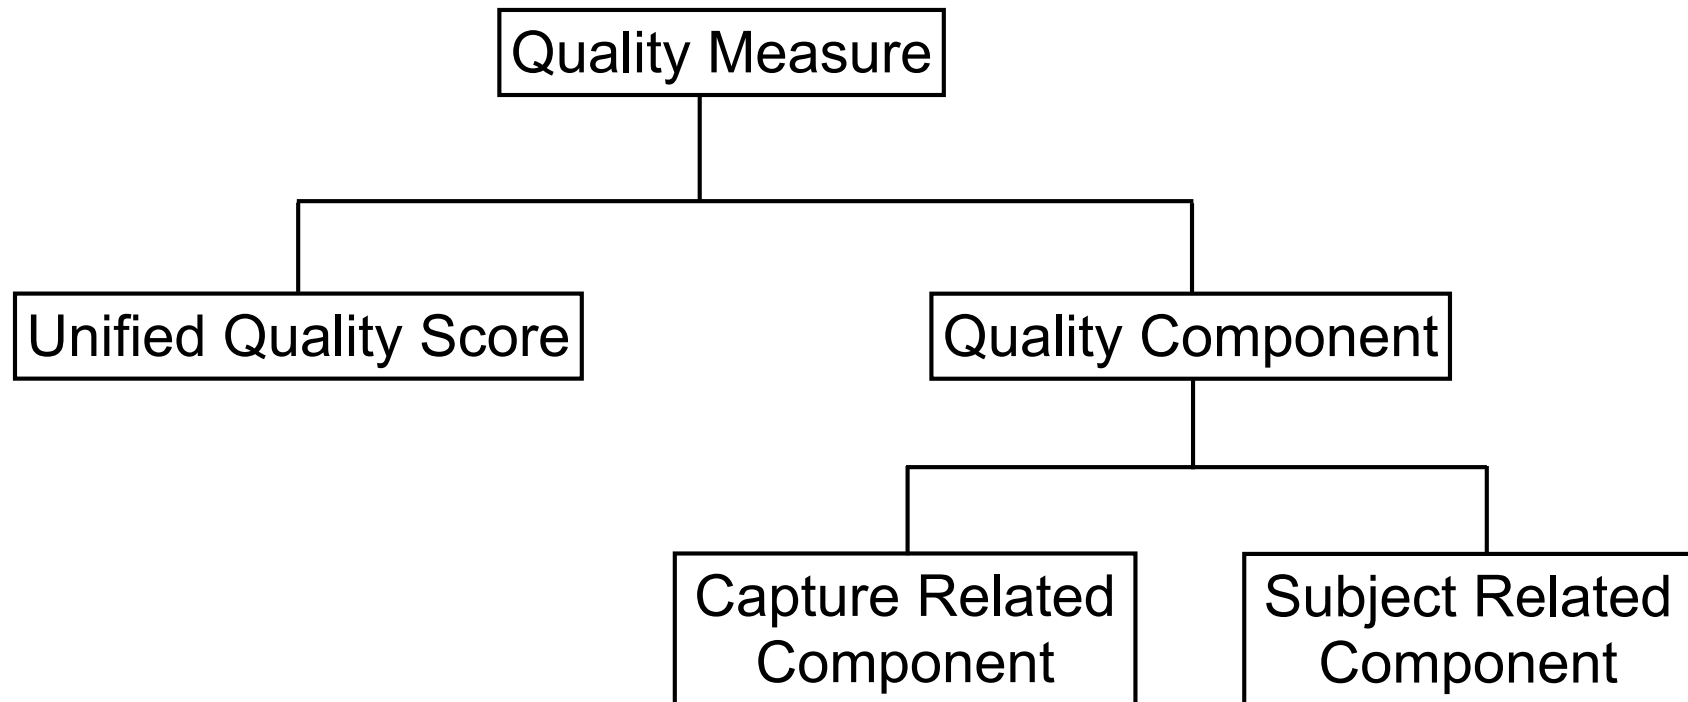 Quality Measure
Unified Quality Score
Quality Component
Capture Related
Component
Subject Related
Component